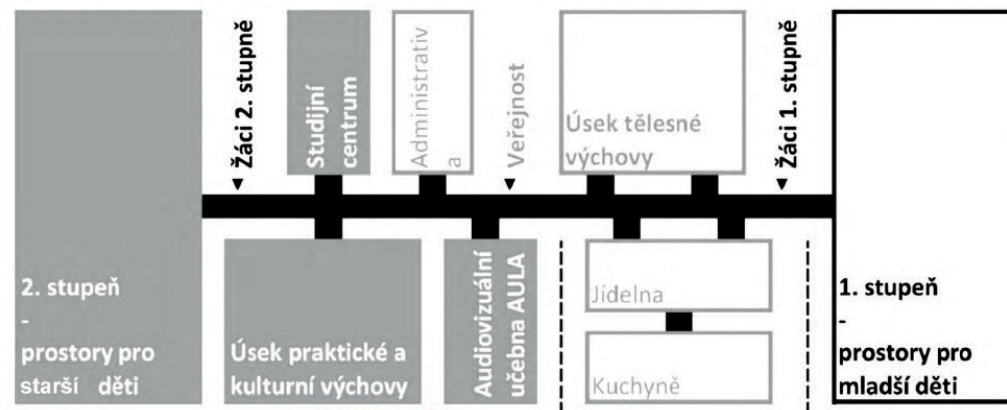 2. stupeň
-
prostory pro
starší děti
Žáci 2. stupně
Studijní
centrum
Administrativ
a
Veřejnost
Úsek tělesné
výchovy
Žáci 1. stupně
Úsek praktické a
kulturní výchovy
Audiovizuální
učebna AULA
Jídelna
Kuchyně
1. stupeň
-
prostory pro
mladší děti